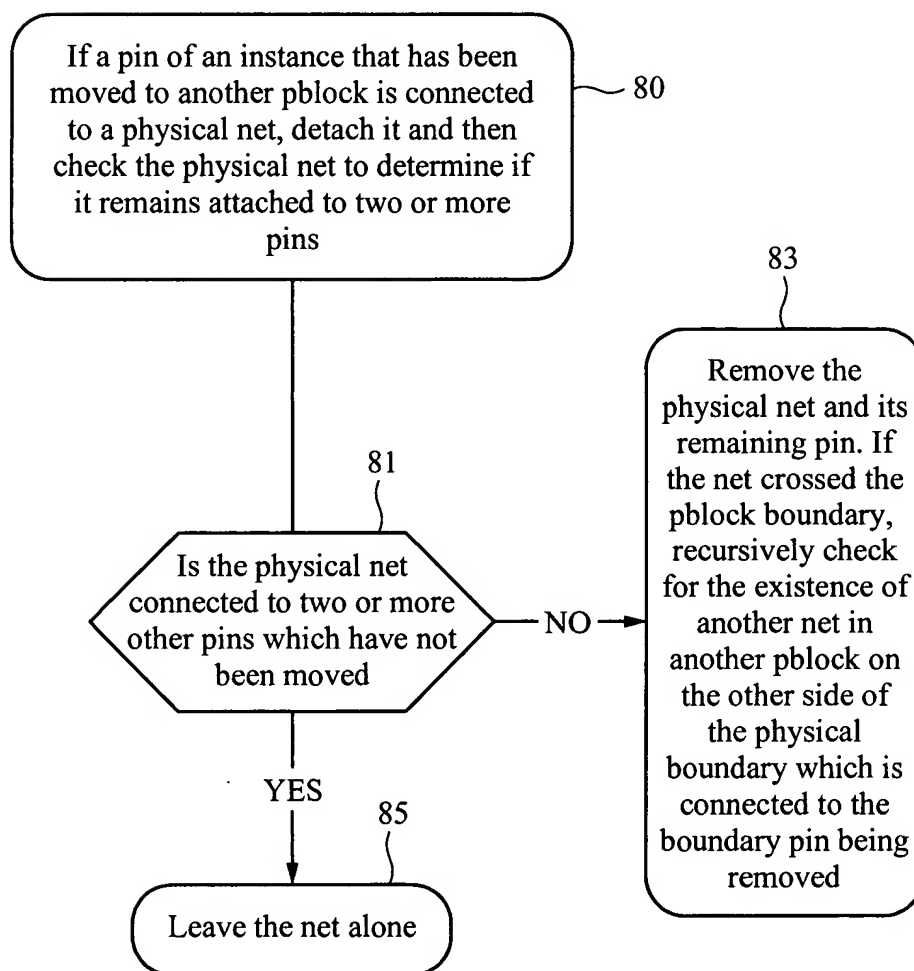 If a pin of an instance that has been
moved to another pblock is connected
to a physical net, detach it and then
check the physical net to determine if
it remains attached to two or more
pins
80
83
Remove the
physical net and its
remaining pin. If
the net crossed the
pblock boundary,
recursively check
for the existence of
another net in
another pblock on
the other side of
the physical
boundary which is
connected to the
boundary pin being
removed
81
Is the physical net
connected to two or more
other pins which have not
been moved
NO
YES
85
Leave the net alone